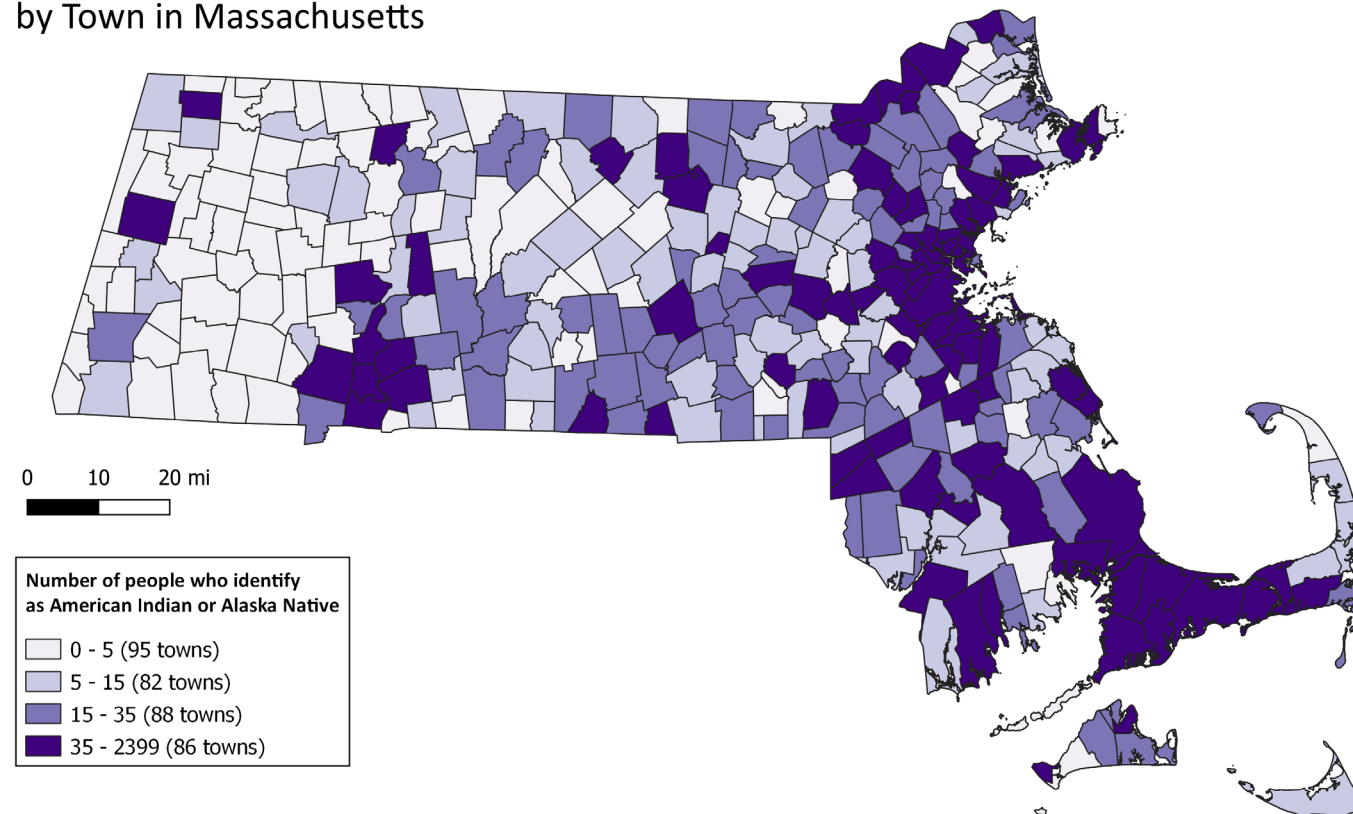 by Town in Massachusetts
0 10 20 mi
Number of people who identify
as American Indian or Alaska Native
0 - 5 (95 towns)
5 - 15 (82 towns)
15 - 35 (88 towns)
35 - 2399 (86 towns)